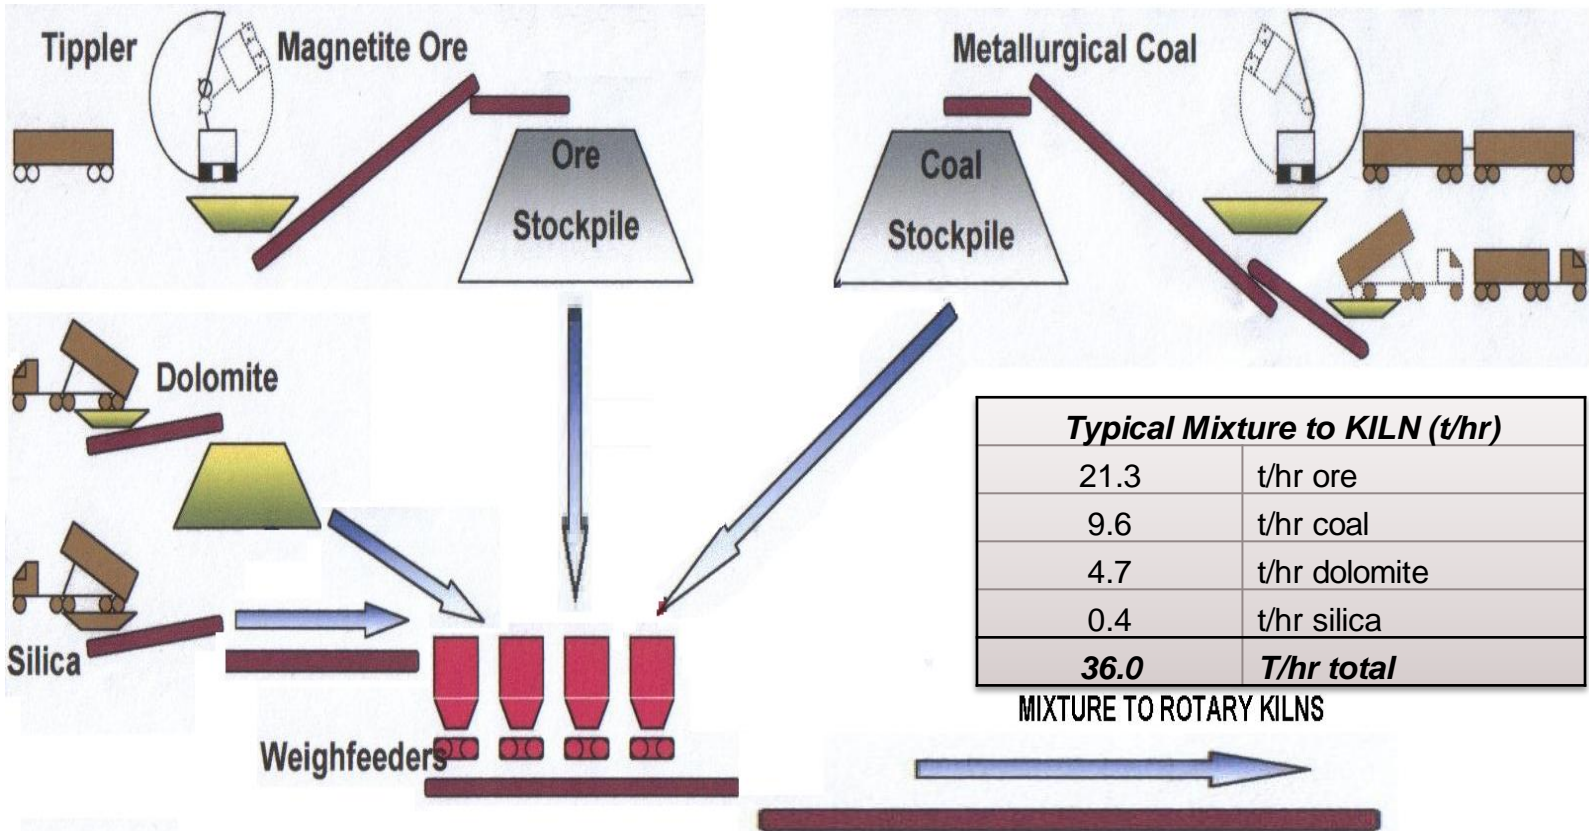 Tippler
Magnetite Ore
Metallurgical Coal
Ore
Stockpile
Coal
Stockpile
Dolomite
Silica
Weighfeeders
Typical Mixture to KILN (t/hr)
21.3 t/hr ore
9.6 t/hr coal
4.7 t/hr dolomite
0.4 t/hr silica
36.0 T/hr total
MIXTURE TO ROTARY KILNS